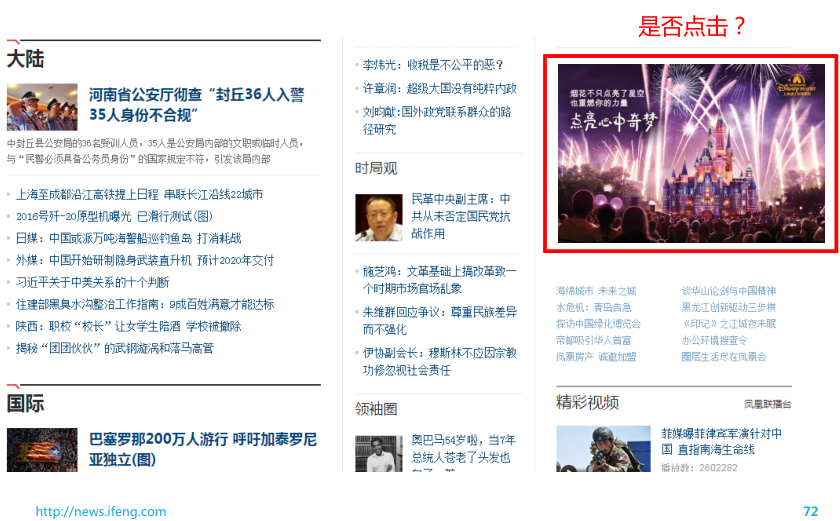 是否点击？
大陆
河南省公安厅彻查“封丘36人入警
35人身份不合规”
中封丘县公安局的36名受训人员，35人是公安局内部的文职或临时人员，
与“民警必须具备公务员身份”的国家规定不符，引发该局内部
上海至成都沿江高铁提上日程 串联长江沿线22城市
2016号歼-20原型机曝光 已滑行测试(图)
日媒：中国或派万吨海警船巡钓鱼岛 打消耗战
外媒：中国开始研制隐身武装直升机 预计2020年交付
习近平关于中美关系的十个判断
住建部黑臭水沟整治工作指南：9成百姓满意才能达标
陕西：职校“校长”让女学生陪酒 学校被撤除
揭秘“团团伙伙”的武钢漩涡和落马高管
国际
巴塞罗那200万人游行 呼吁加泰罗尼
亚独立(图)
李炜光：收税是不公平的恶？
许章润：超级大国没有纯粹内政
刘昀献:国外政党联系群众的路
径研究
时局观
民革中央副主席：中
共从未否定国民党抗
战作用
施芝鸿：文革基础上搞改革致一
个时期市场官场乱象
朱维群回应争议：尊重民族差异
而不强化
伊协副会长：穆斯林不应因宗教
功修忽视社会责任
领袖圈
奥巴马54岁啦，当7年
总统人苍老了头发也
烟花不只点亮了星空
也重燃你的力量
点亮心中奇梦
Disney RESORT
海绵城市 未来之城
谈华山论剑与中国精神
水危机：青岛告急
黑龙江创新驱动三步棋
探访中国绿化博览会
《印记》之江城夜未眠
帝都吸引华人首富
办公环境搜查令
凤凰房产 诚邀加盟
圈层生活尽在凤凰会
精彩视频
凤凰联播台
菲媒曝菲律宾军演针对中
国 直指南海生命线
播放数：2602282
http://news.ifeng.com
72